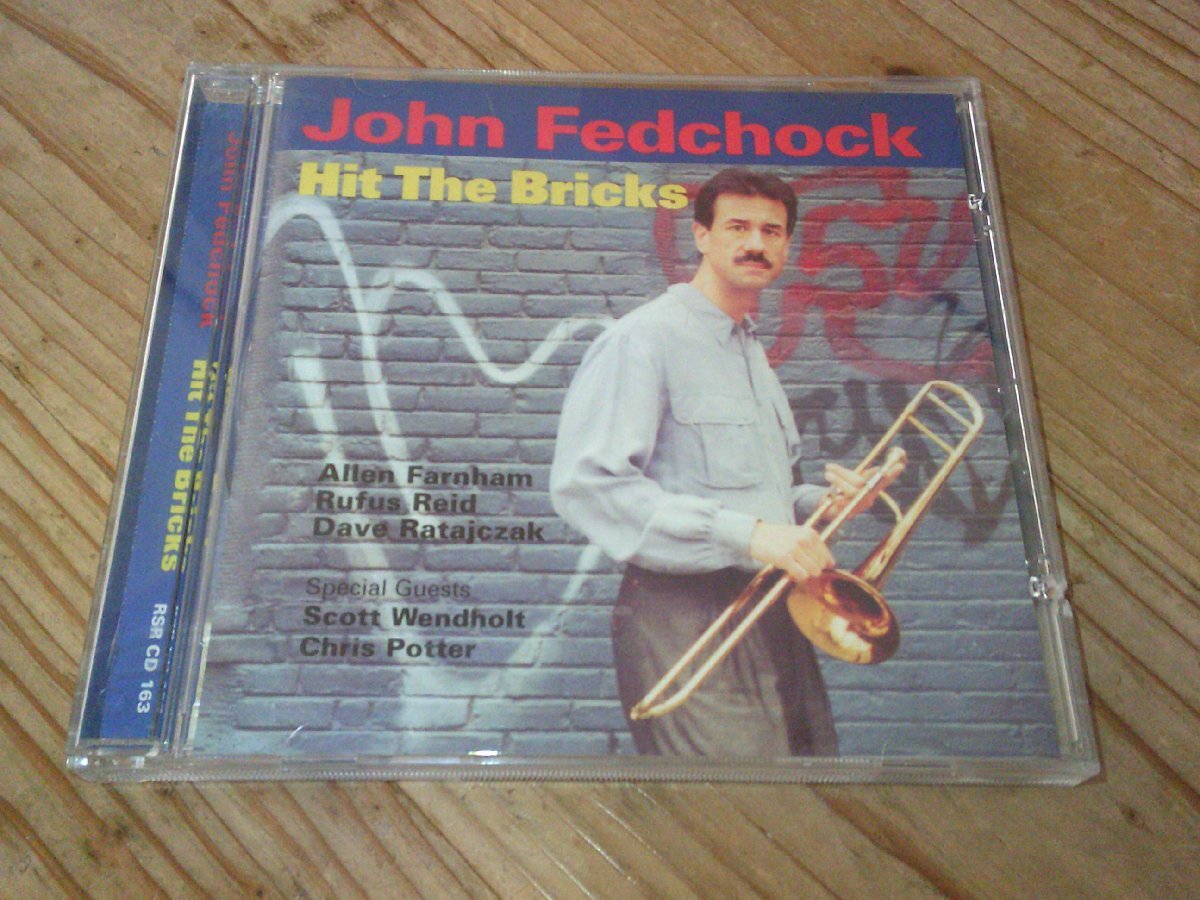 John Fedchock
Hit The Bricks
Allen Farnham
Rufus Reid
Dave Ratajczak
Special Guests
Scott Wendholt
Chris Potter
John Fedchock
Hit The Bricks
RSR CD 163